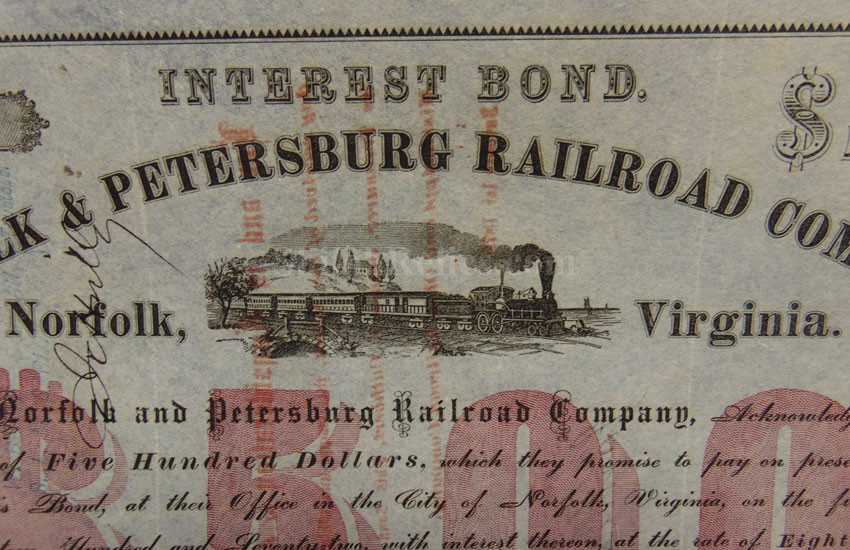 INTEREST BOND.
$
LK & PETERSBURG RAILROAD COM
Norfolk, Virginia.
Norfolk and Petersburg Railroad Company, Acknowledg
of Five Hundred Dollars, which they promise to pay on prese
s Bond, at their Office in the City of Norfolk, Virginia, on the fi
Hundred and Seventy-two, with interest thereon, at the rate of Eight